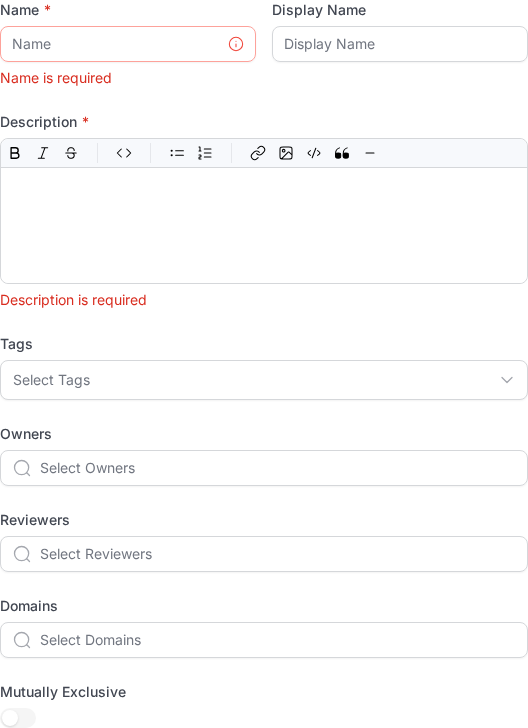 Name *
Display Name
Name
Display Name
Name is required
Description *
Description is required
Tags
Select Tags
Owners
Select Owners
Reviewers
Select Reviewers
Domains
Select Domains
Mutually Exclusive